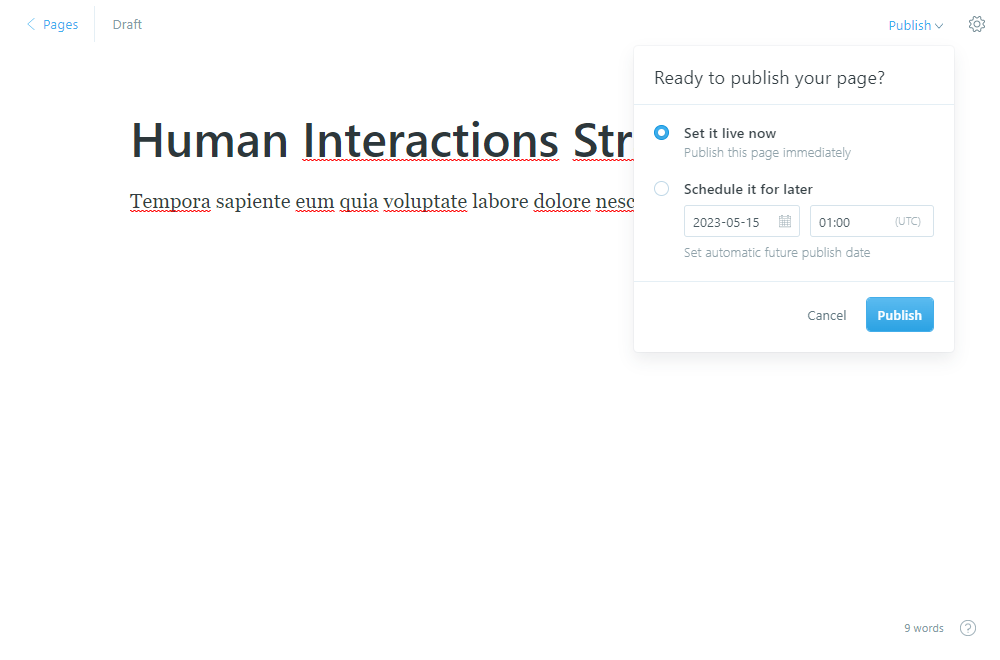 Pages
Draft
Publish
Ready to publish your page?
Human Interactions Str
Set it live now
Publish this page immediately
Schedule it for later
Tempora sapiente eum quia voluptate labore dolore nesc
2023-05-15
01:00
(UTC)
Set automatic future publish date
Cancel
Publish
9 words
?